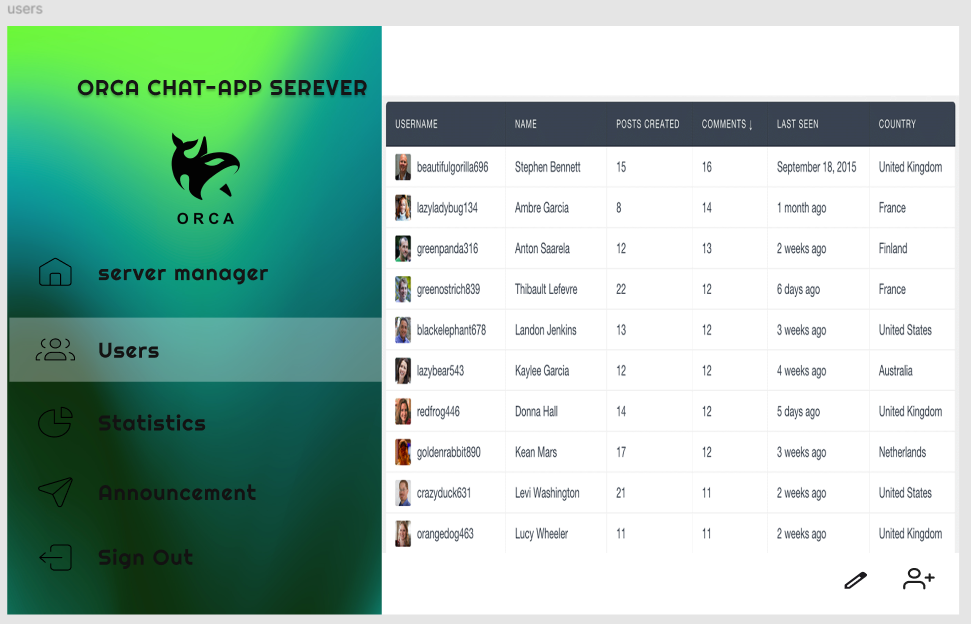 users
ORCA CHAT-APP SEREVER
ORCA
server manager
Users
Statistics
Announcement
Sign Out
USERNAME NAME POSTS CREATED COMMENTS ↓ LAST SEEN COUNTRY
beautifulgorilla696 Stephen Bennett 15 16 September 18, 2015 United Kingdom
lazyladybug134 Ambre Garcia 8 14 1 month ago France
greenpanda316 Anton Saarela 12 13 2 weeks ago Finland
greenostrich839 Thibault Lefevre 22 12 6 days ago France
blackelephant678 Landon Jenkins 13 12 3 weeks ago United States
lazybear543 Kaylee Garcia 12 12 4 weeks ago Australia
redfrog446 Donna Hall 14 12 5 days ago United Kingdom
goldenrabbit890 Kean Mars 17 12 3 weeks ago Netherlands
crazyduck631 Levi Washington 21 11 2 weeks ago United States
orangedog463 Lucy Wheeler 11 11 2 weeks ago United Kingdom